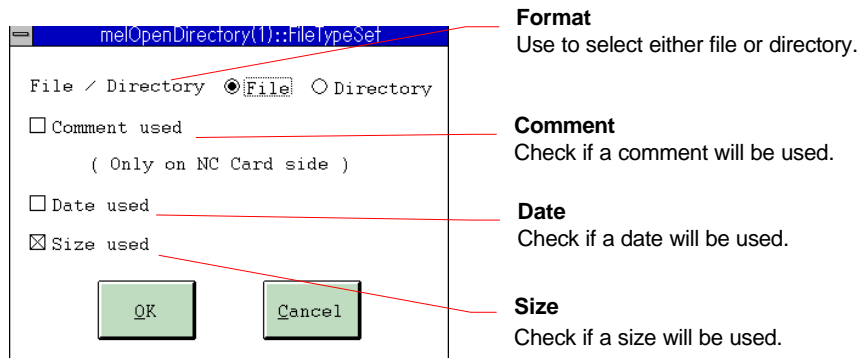 melOpenDirectory(1)::FileTypeSet
File / Directory File Directory
Comment used
( Only on NC Card side )
Date used
Size used
OK Cancel
Format
Use to select either file or directory.
Comment
Check if a comment will be used.
Date
Check if a date will be used.
Size
Check if a size will be used.